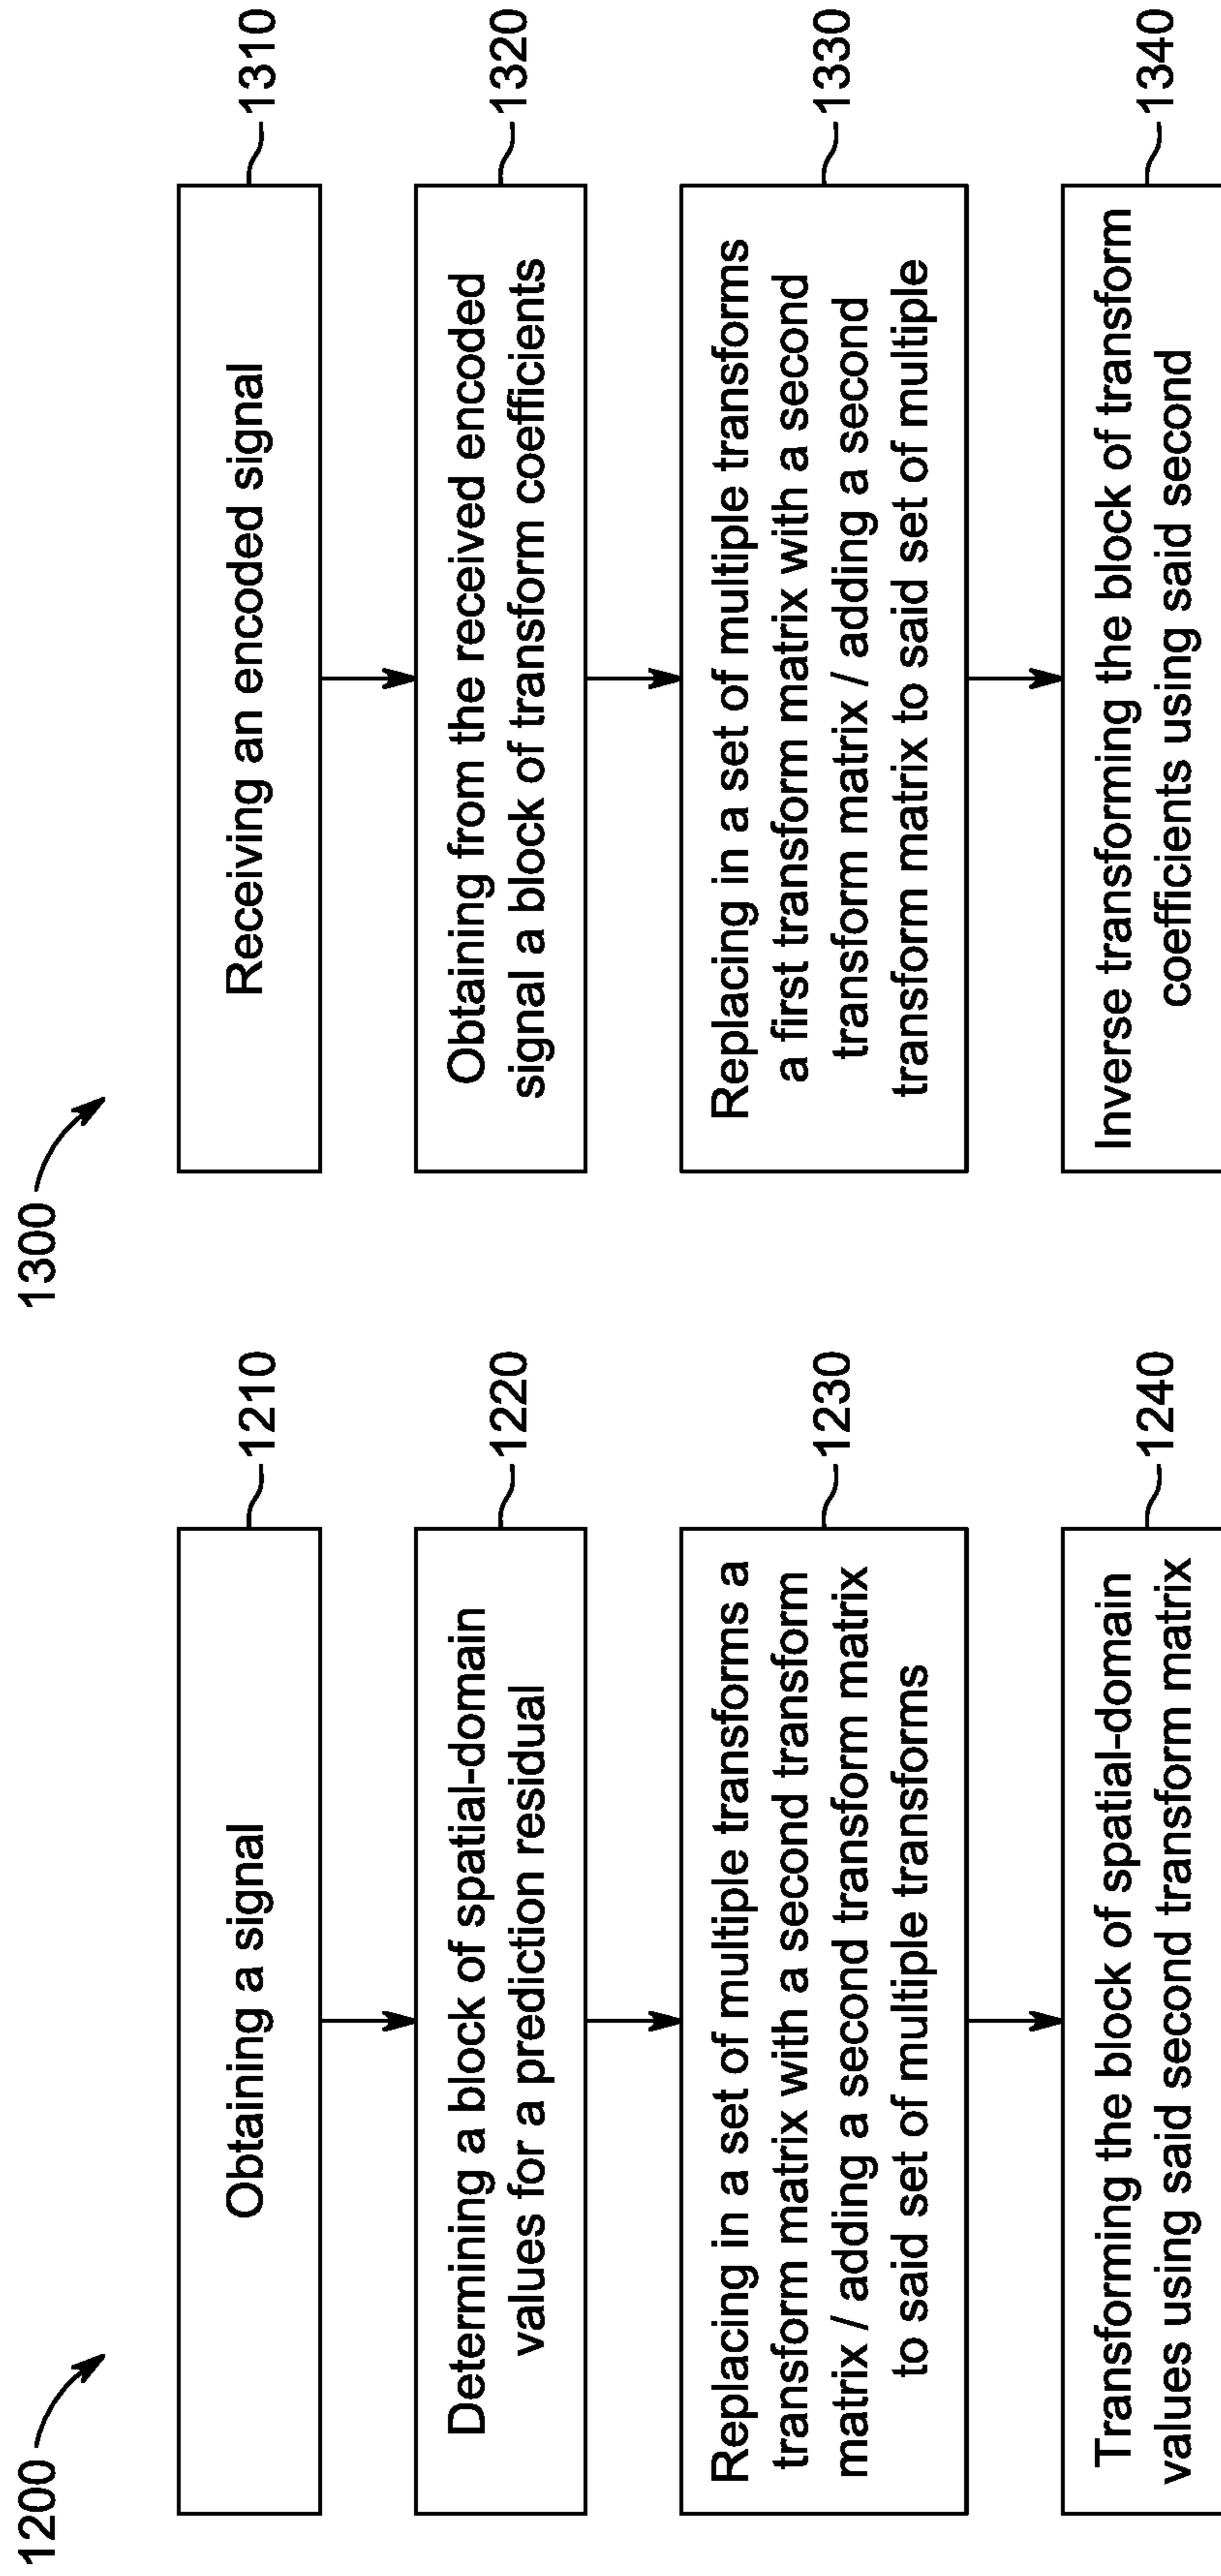 1200
Obtaining a signal
1210
Determining a block of spatial-domain
values for a prediction residual
1220
Replacing in a set of multiple transforms a
transform matrix with a second transform
matrix / adding a second transform matrix
to said set of multiple transforms
1230
Transforming the block of spatial-domain
values using said second transform matrix
1240
1300
Receiving an encoded signal
1310
Obtaining from the received encoded
signal a block of transform coefficients
1320
Replacing in a set of multiple transforms
a first transform matrix with a second
transform matrix / adding a second
transform matrix to said set of multiple
1330
Inverse transforming the block of transform
coefficients using said second
1340